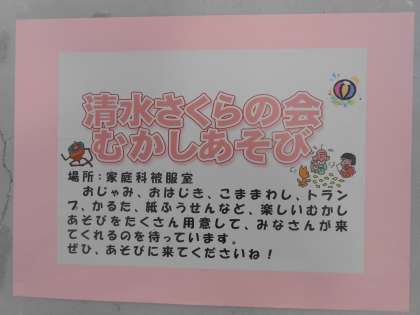 清水さくらの会
むかしあそび
場所：家庭科被服室
おじゃみ、おはじき、こままわし、トラン
プ、かるた、紙ふうせんなど、楽しいむかし
あそびをたくさん用意して、みなさんが来
てくれるのを待っています。
ぜひ、あそびに来てくださいね！